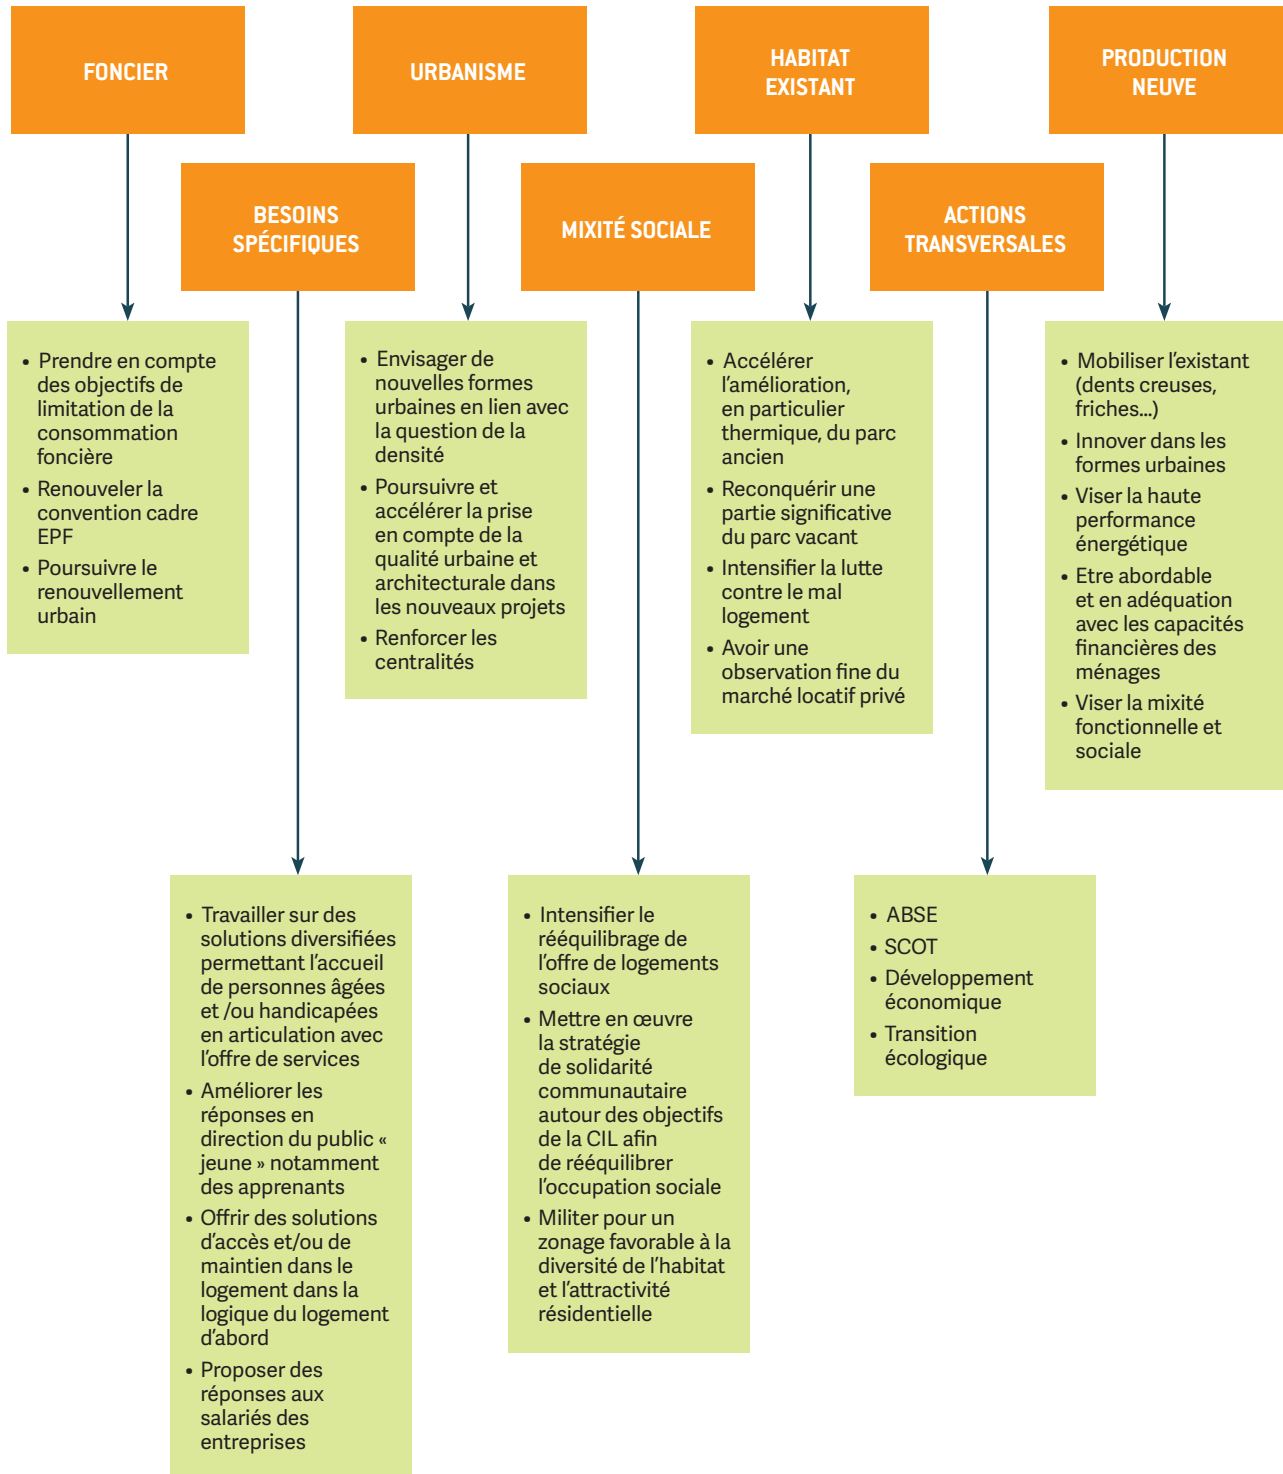 FONCIER
URBANISME
HABITAT
EXISTANT
PRODUCTION
NEUVE
BESOINS
SPÉCIFIQUES
MIXITÉ SOCIALE
ACTIONS
TRANSVERSALES
• Prendre en compte
des objectifs de
limitation de la
consommation
foncière
• Renouveler la
convention cadre
EPF
• Poursuivre le
renouvellement
urbain
• Envisager de
nouvelles formes
urbaines en lien avec
la question de la
densité
• Poursuivre et
accélérer la prise
en compte de la
qualité urbaine et
architecturale dans
les nouveaux projets
• Renforcer les
centralités
• Accélérer
l'amélioration,
en particulier
thermique, du parc
ancien
• Reconquérir une
partie significative
du parc vacant
• Intensifier la lutte
contre le mal
logement
• Avoir une
observation fine du
marché locatif privé
• Mobiliser l'existant
(dents creuses,
friches...)
• Innover dans les
formes urbaines
• Viser la haute
performance
énergétique
• Etre abordable
et en adéquation
avec les capacités
financières des
ménages
• Viser la mixité
fonctionnelle et
sociale
• Travailler sur des
solutions diversifiées
permettant l'accueil
de personnes âgées
et /ou handicapées
en articulation avec
l'offre de services
• Améliorer les
réponses en
direction du public «
jeune » notamment
des apprenants
• Offrir des solutions
d'accès et/ou de
maintien dans le
logement dans la
logique du logement
d'abord
• Proposer des
réponses aux
salariés des
entreprises
• Intensifier le
rééquilibrage de
l'offre de logements
sociaux
• Mettre en œuvre
la stratégie
de solidarité
communautaire
autour des objectifs
de la CIL afin
de rééquilibrer
l'occupation sociale
• Militer pour un
zonage favorable à la
diversité de l'habitat
et l'attractivité
résidentielle
• ABSE
• SCOT
• Développement
économique
• Transition
écologique